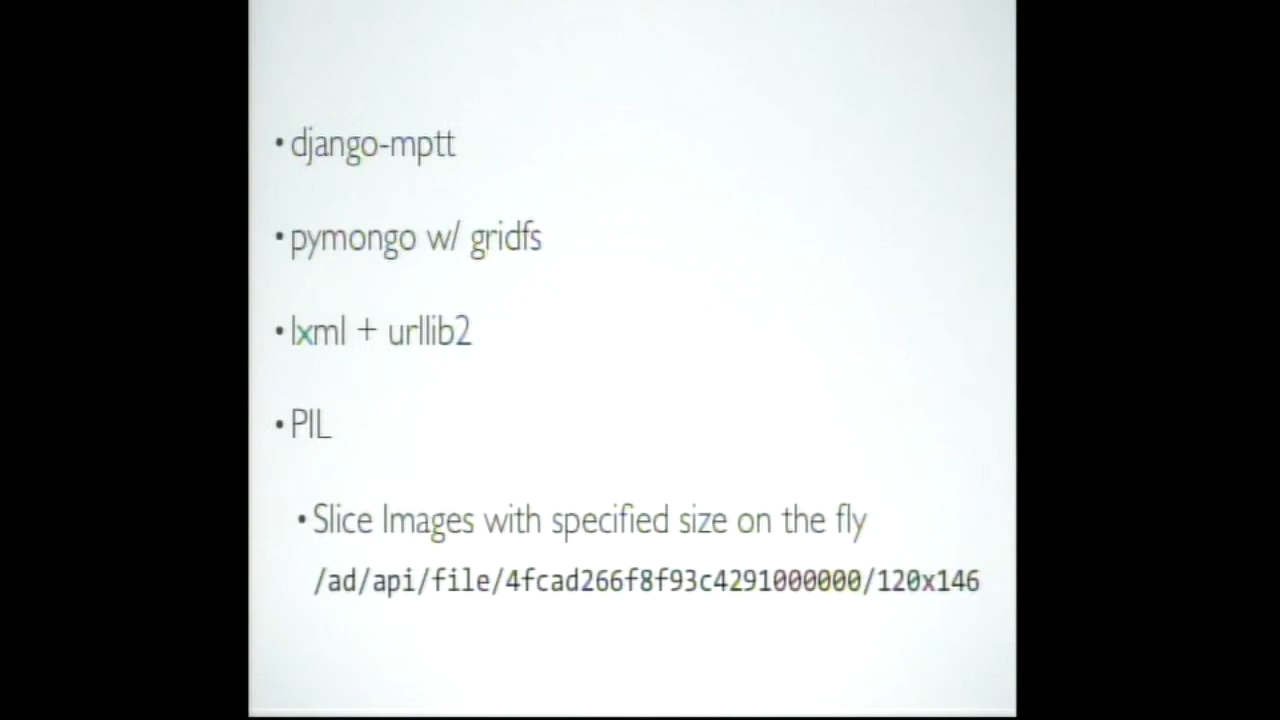 • django-mptt
• pymongo w/ gridfs
• lxml + urllib2
• PIL
• Slice Images with specified size on the fly
/ad/api/file/4fcad266f8f93c4291000000/120x146